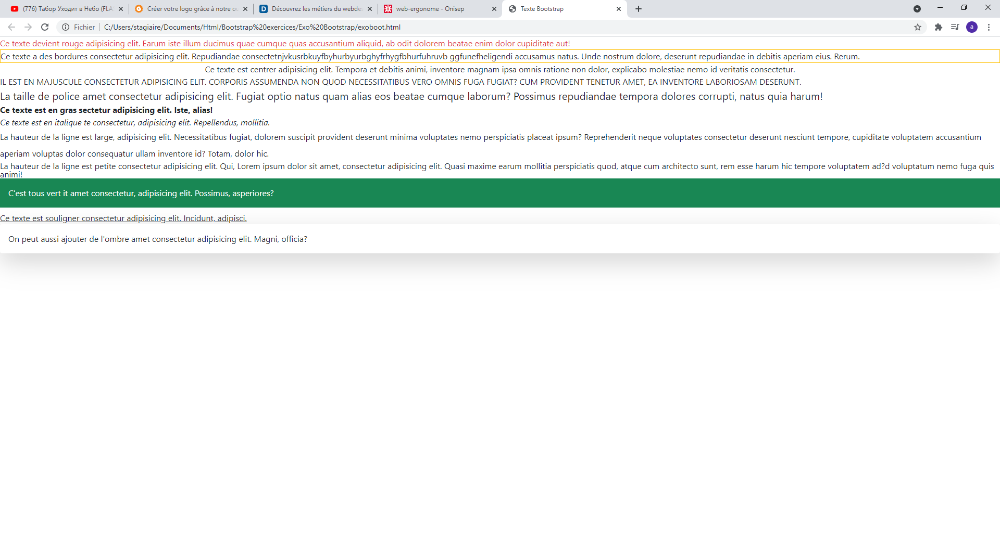 (776) Табор Уходит в Небо (FLA
Créer votre logo grâce à notre ou
Découvrez les métiers du webdes
web-ergonome - Onisep
Texte Bootstrap
Fichier
C:/Users/stagiaire/Documents/Html/Bootstrap%20exercices/Exo%20Bootstrap/exoboot.html
a
Ce texte devient rouge adipisicing elit. Earum iste illum ducimus quae cumque quas accusantium aliquid, ab odit dolorem beatae enim dolor cupiditate aut!
Ce texte a des bordures consectetur adipisicing elit. Repudiandae consectetnjvkusrbkuyfbyhurbyurbghyfrhygfbhurfuhruvb ggfunefheligendi accusamus natus. Unde nostrum dolore, deserunt repudiandae in debitis aperiam eius. Rerum.
Ce texte est centrer adipisicing elit. Tempora et debitis animi, inventore magnam ipsa omnis ratione non dolor, explicabo molestiae nemo id veritatis consectetur.
IL EST EN MAJUSCULE CONSECTETUR ADIPISICING ELIT. CORPORIS ASSUMENDA NON QUOD NECESSITATIBUS VERO OMNIS FUGA FUGIAT? CUM PROVIDENT TENETUR AMET, EA INVENTORE LABORIOSAM DESERUNT.
La taille de police amet consectetur adipisicing elit. Fugiat optio natus quam alias eos beatae cumque laborum? Possimus repudiandae tempora dolores corrupti, natus quia harum!
Ce texte est en gras sectetur adipisicing elit. Iste, alias!
Ce texte est en italique te consectetur, adipisicing elit. Repellendus, mollitia.
La hauteur de la ligne est large, adipisicing elit. Necessitatibus fugiat, dolorem suscipit provident deserunt minima voluptates nemo perspiciatis placeat ipsum? Reprehenderit neque voluptates consectetur deserunt nesciunt tempore, cupiditate voluptatem accusantium
aperiam voluptas dolor consequatur ullam inventore id? Totam, dolor hic.
La hauteur de la ligne est petite consectetur adipisicing elit. Qui, Lorem ipsum dolor sit amet, consectetur adipisicing elit. Quasi maxime earum mollitia perspiciatis quod, atque cum architecto sunt, rem esse harum hic tempore voluptatem ad?d voluptatum nemo fuga quis
animi!
C'est tous vert it amet consectetur, adipisicing elit. Possimus, asperiores?
Ce texte est souligner consectetur adipisicing elit. Incidunt, adipisci.
On peut aussi ajouter de l'ombre amet consectetur adipisicing elit. Magni, officia?